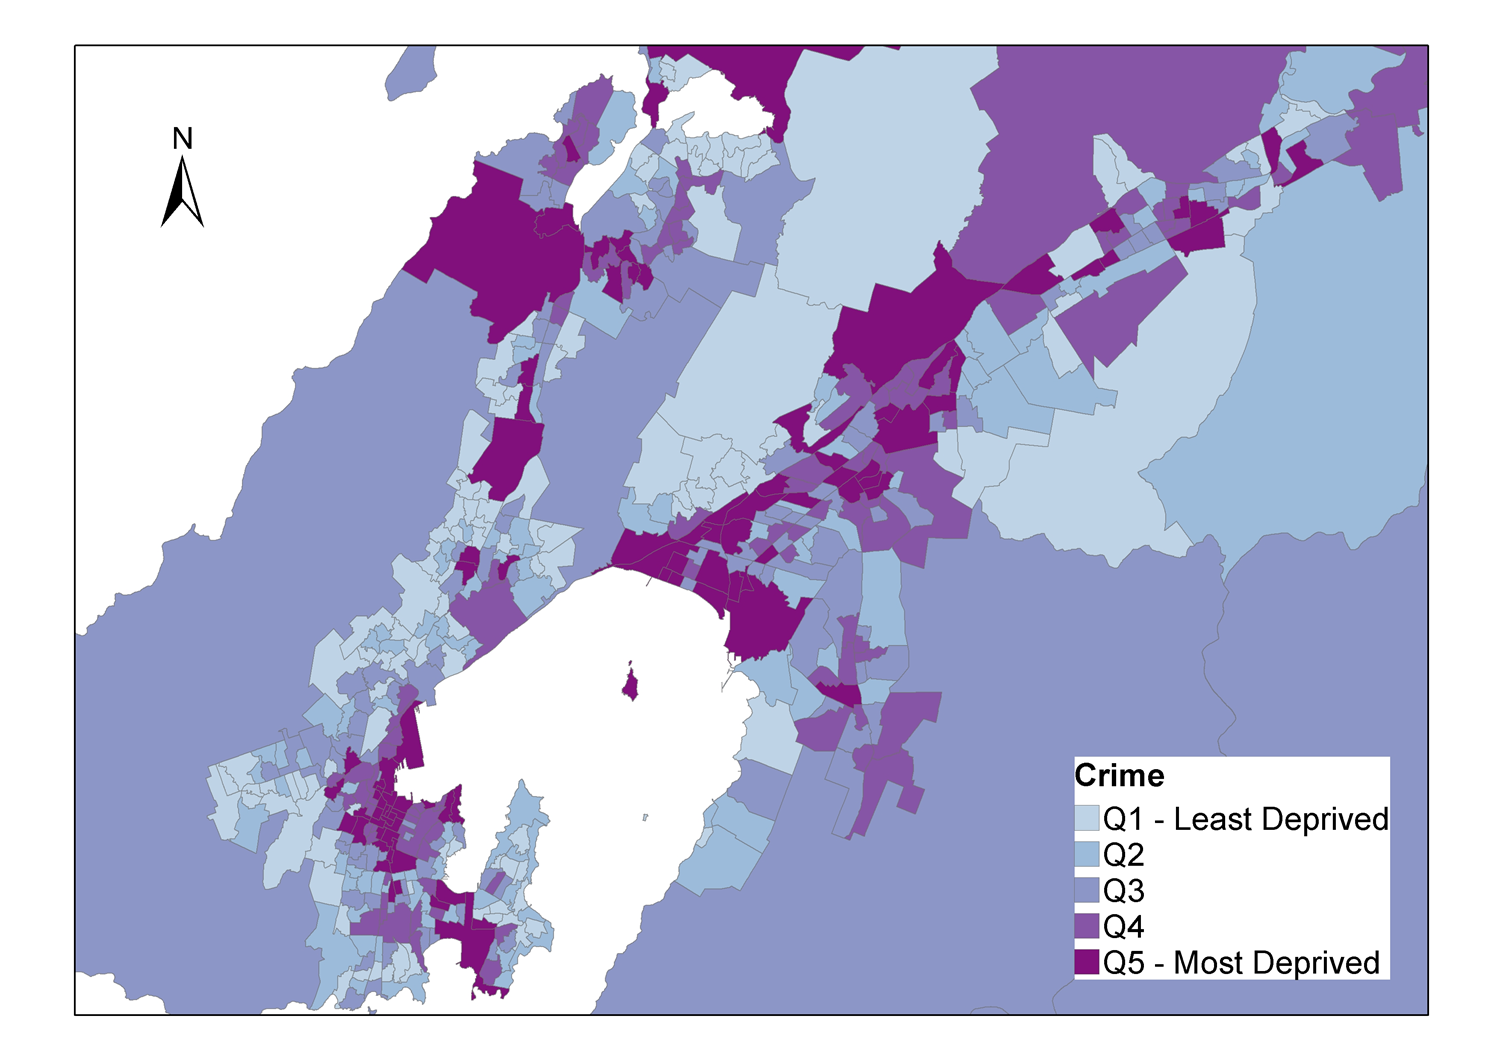 N
Crime
Q1 - Least Deprived
Q2
Q3
Q4
Q5 - Most Deprived